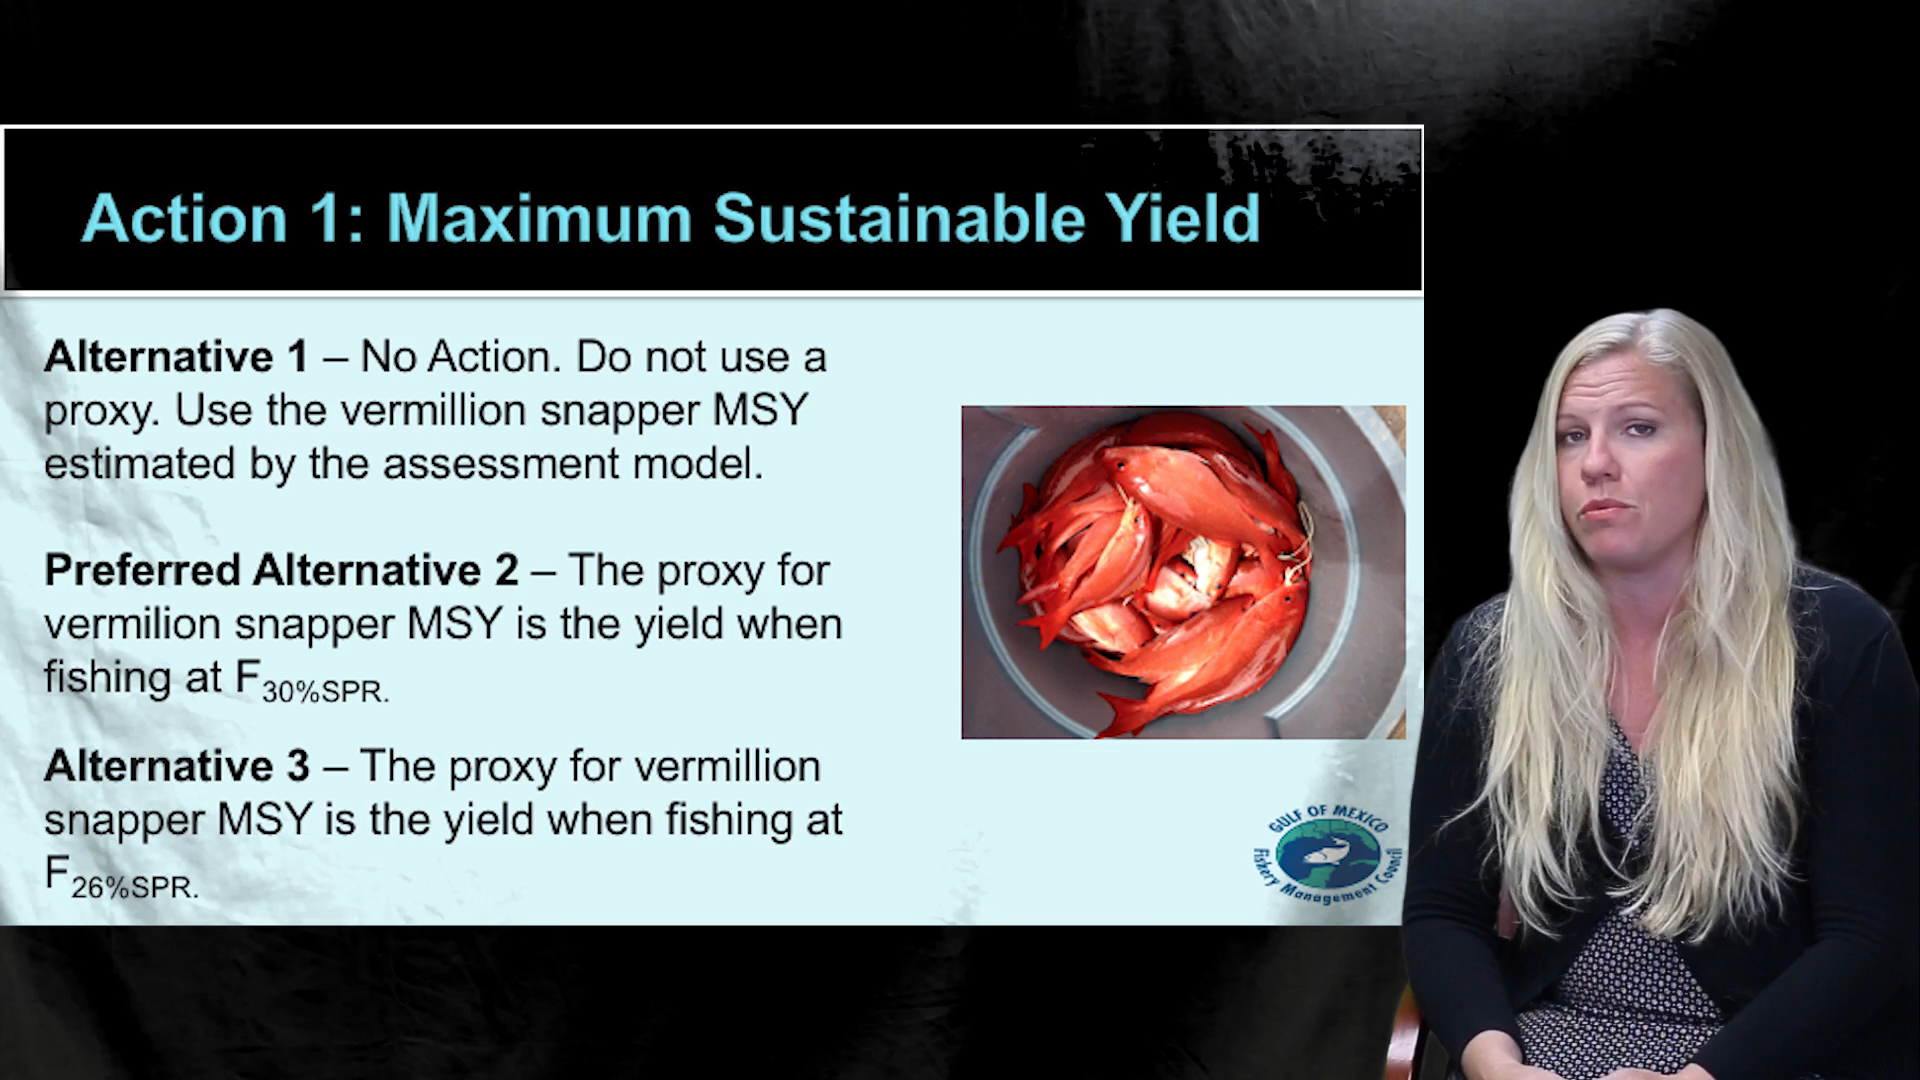 Action 1: Maximum Sustainable Yield
Alternative 1 – No Action. Do not use a
proxy. Use the vermillion snapper MSY
estimated by the assessment model.
Preferred Alternative 2 – The proxy for
vermilion snapper MSY is the yield when
fishing at F30%SPR.
Alternative 3 – The proxy for vermillion
snapper MSY is the yield when fishing at
F26%SPR.
GULF OF MEXICO
Fishery Management Council